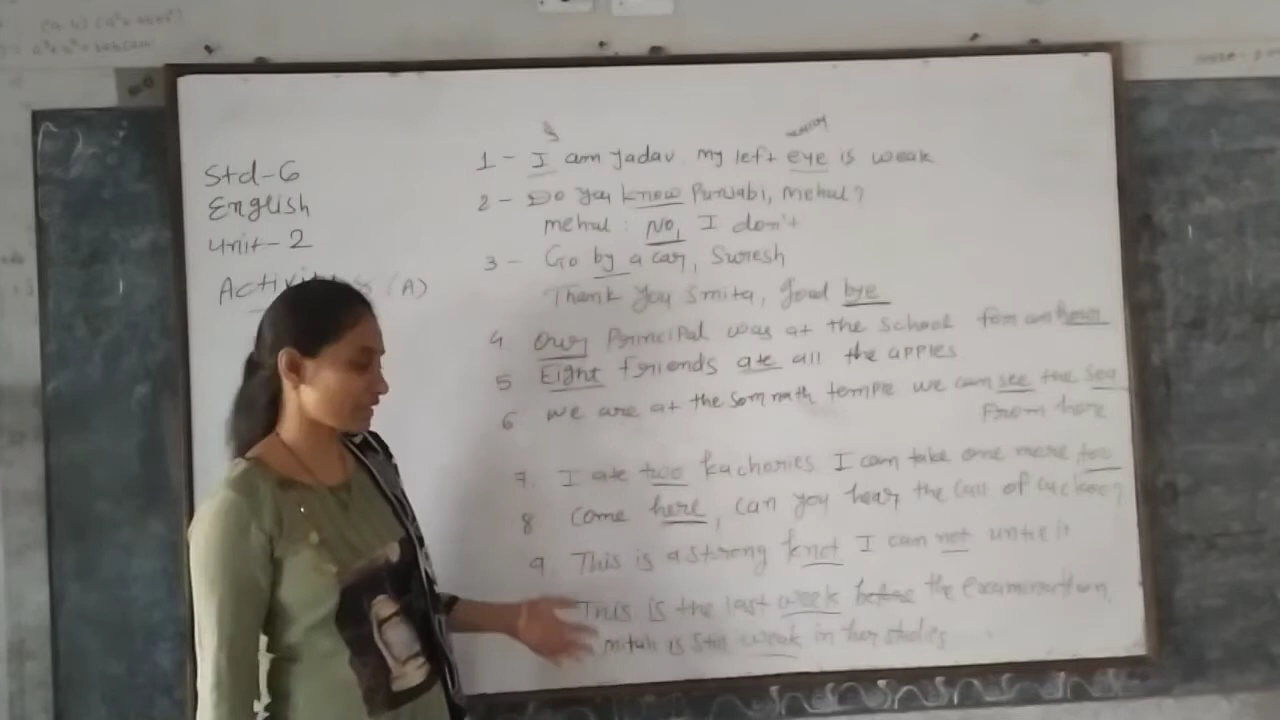 Std-6
English
Unit-2
Activities (A)
1 - I am yadav. my left eye is weak
2 - Do you know Punjabi, Mehul?
mehul : No, I don't
3 - Go by a car, Suresh
Thank you Smita, good bye
4 Our Principal was at the school for an hour
5 Eight friends ate all the apples
6 we are at the somnath temple we can see the sea
From here
7. I ate two kachories I can take one more too
8 come here, can you hear the call of cuckoo?
9. This is a strong knot I can not untie it
This is the last week before the examination
is still weak in her studies